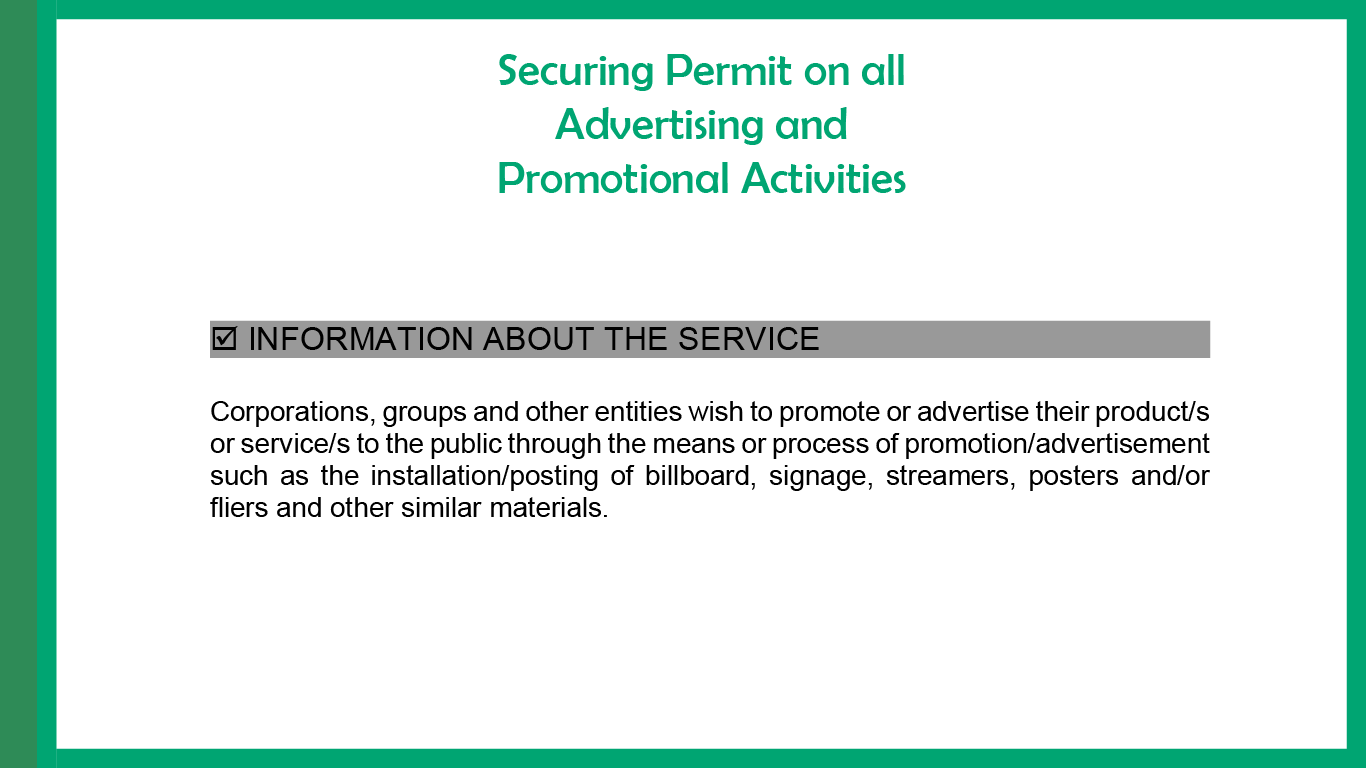 Securing Permit on all
Advertising and
Promotional Activities
☑ INFORMATION ABOUT THE SERVICE
Corporations, groups and other entities wish to promote or advertise their product/s
or service/s to the public through the means or process of promotion/advertisement
such as the installation/posting of billboard, signage, streamers, posters and/or
fliers and other similar materials.